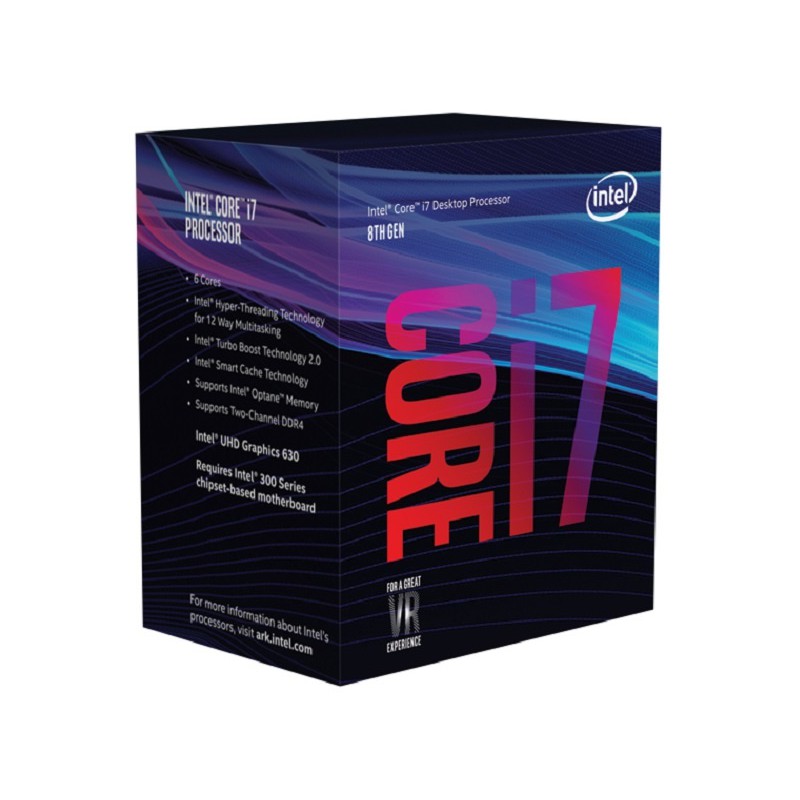 INTEL® CORE™ i7
PROCESSOR
• 6 Cores
• Intel® Hyper-Threading Technology
for 12 Way Multitasking
• Intel® Turbo Boost Technology 2.0
• Intel® Smart Cache Technology
• Supports Intel® Optane™ Memory
• Supports Two-Channel DDR4
Intel® UHD Graphics 630
Requires Intel® 300 Series
chipset-based motherboard
For more information about Intel's
processors, visit ark.intel.com
Intel® Core™ i7 Desktop Processor
8TH GEN
intel®
CORE
i7
FOR A GREAT
VR
EXPERIENCE